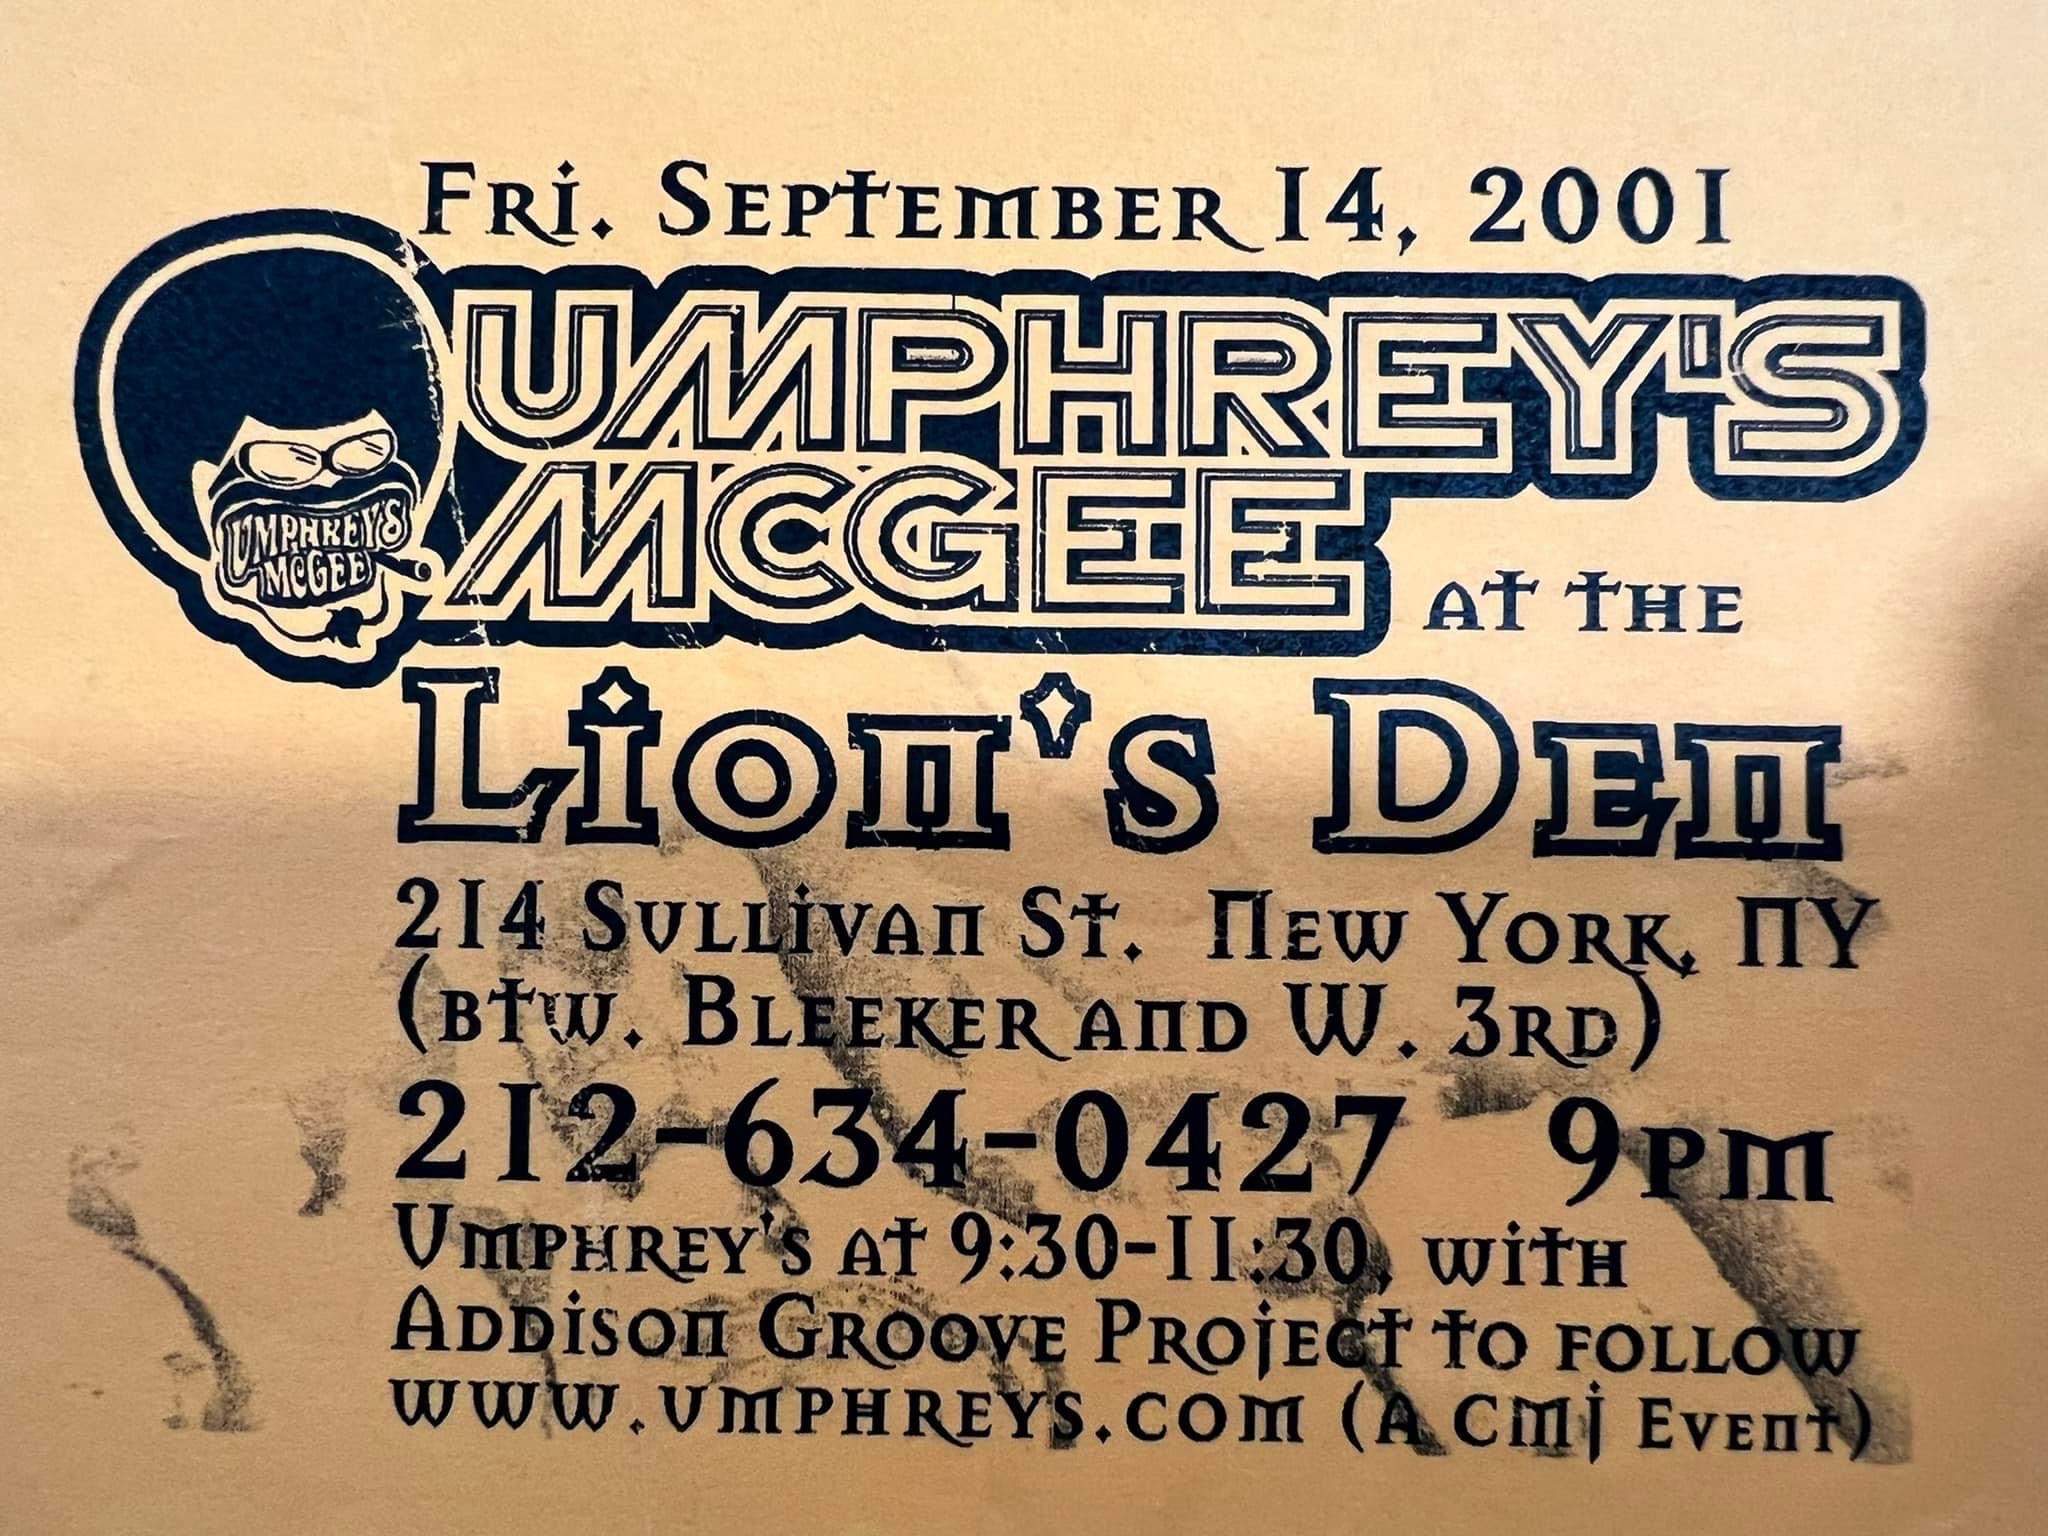 Fri. September 14, 2001
Umphrey's
McGee
Umphrey's
McGee
at the
Lion's Den
214 Sullivan St. New York, NY
(btw. Bleeker and W. 3rd)
212-634-0427 9pm
Umphrey's at 9:30-11:30, with
Addison Groove Project to follow
www.umphreys.com (A CMJ Event)